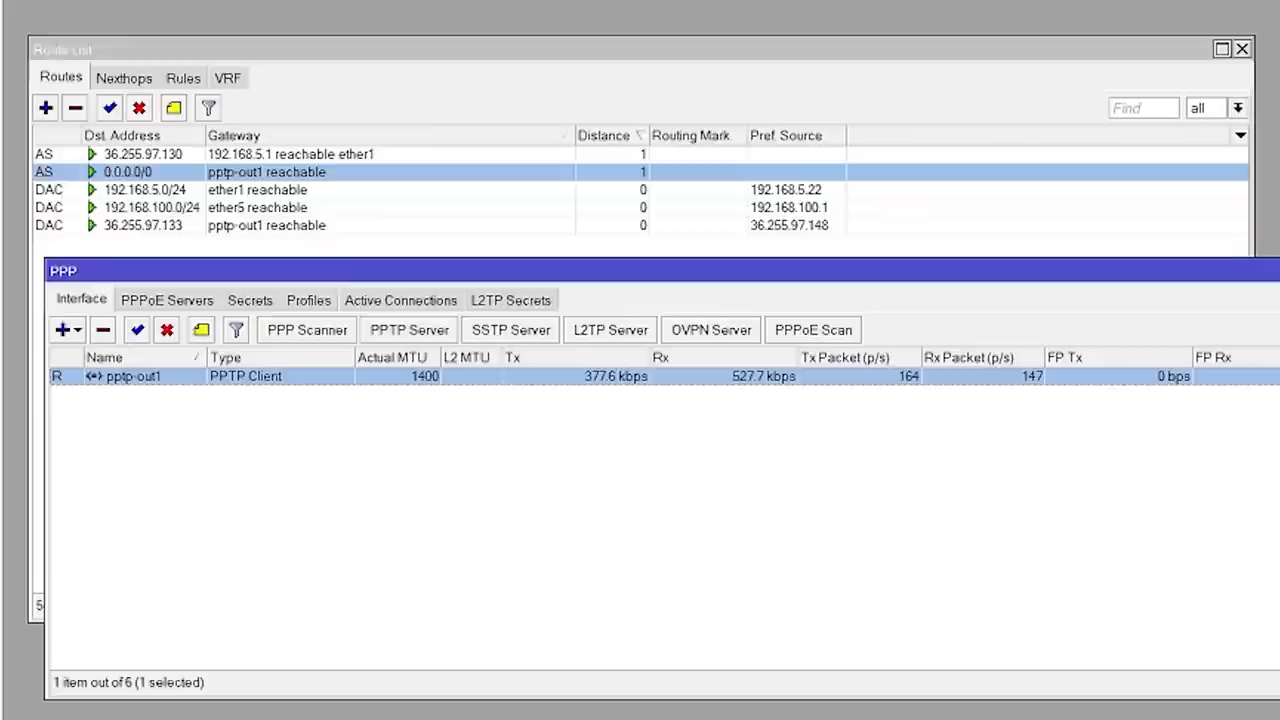 Route List
Routes Nexthops Rules VRF
Find all
Dst. Address Gateway Distance Routing Mark Pref. Source
AS 36.255.97.130 192.168.5.1 reachable ether1 1
AS 0.0.0.0/0 pptp-out1 reachable 1
DAC 192.168.5.0/24 ether1 reachable 0 192.168.5.22
DAC 192.168.100.0/24 ether5 reachable 0 192.168.100.1
DAC 36.255.97.133 pptp-out1 reachable 0 36.255.97.148
PPP
Interface PPPoE Servers Secrets Profiles Active Connections L2TP Secrets
PPP Scanner PPTP Server SSTP Server L2TP Server OVPN Server PPPoE Scan
Name Type Actual MTU L2 MTU Tx Rx Tx Packet (p/s) Rx Packet (p/s) FP Tx FP Rx
R pptp-out1 PPTP Client 1400 377.6 kbps 527.7 kbps 164 147 0 bps
5
1 item out of 6 (1 selected)